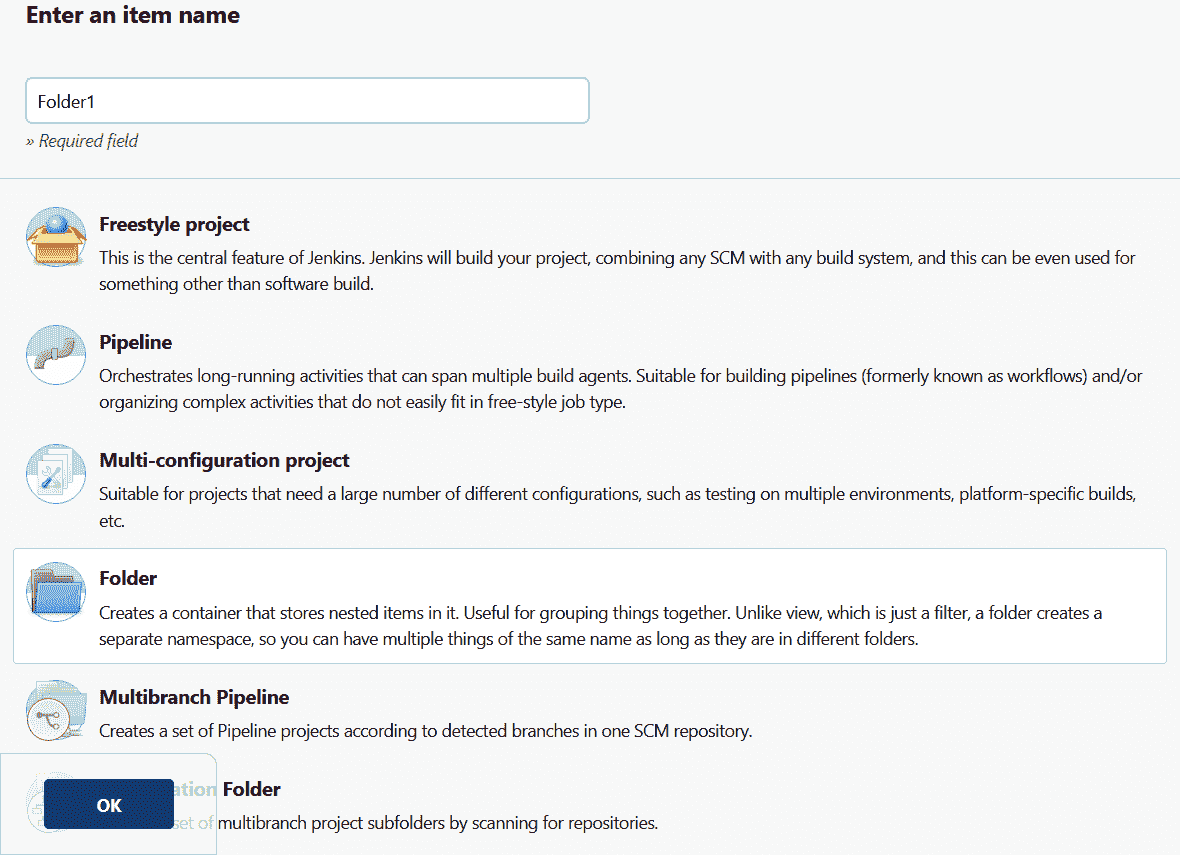 Enter an item name
Folder1
» Required field
Freestyle project
This is the central feature of Jenkins. Jenkins will build your project, combining any SCM with any build system, and this can be even used for
something other than software build.
Pipeline
Orchestrates long-running activities that can span multiple build agents. Suitable for building pipelines (formerly known as workflows) and/or
organizing complex activities that do not easily fit in free-style job type.
Multi-configuration project
Suitable for projects that need a large number of different configurations, such as testing on multiple environments, platform-specific builds,
etc.
Folder
Creates a container that stores nested items in it. Useful for grouping things together. Unlike view, which is just a filter, a folder creates a
separate namespace, so you can have multiple things of the same name as long as they are in different folders.
Multibranch Pipeline
Creates a set of Pipeline projects according to detected branches in one SCM repository.
Folder
OK
set of multibranch project subfolders by scanning for repositories.